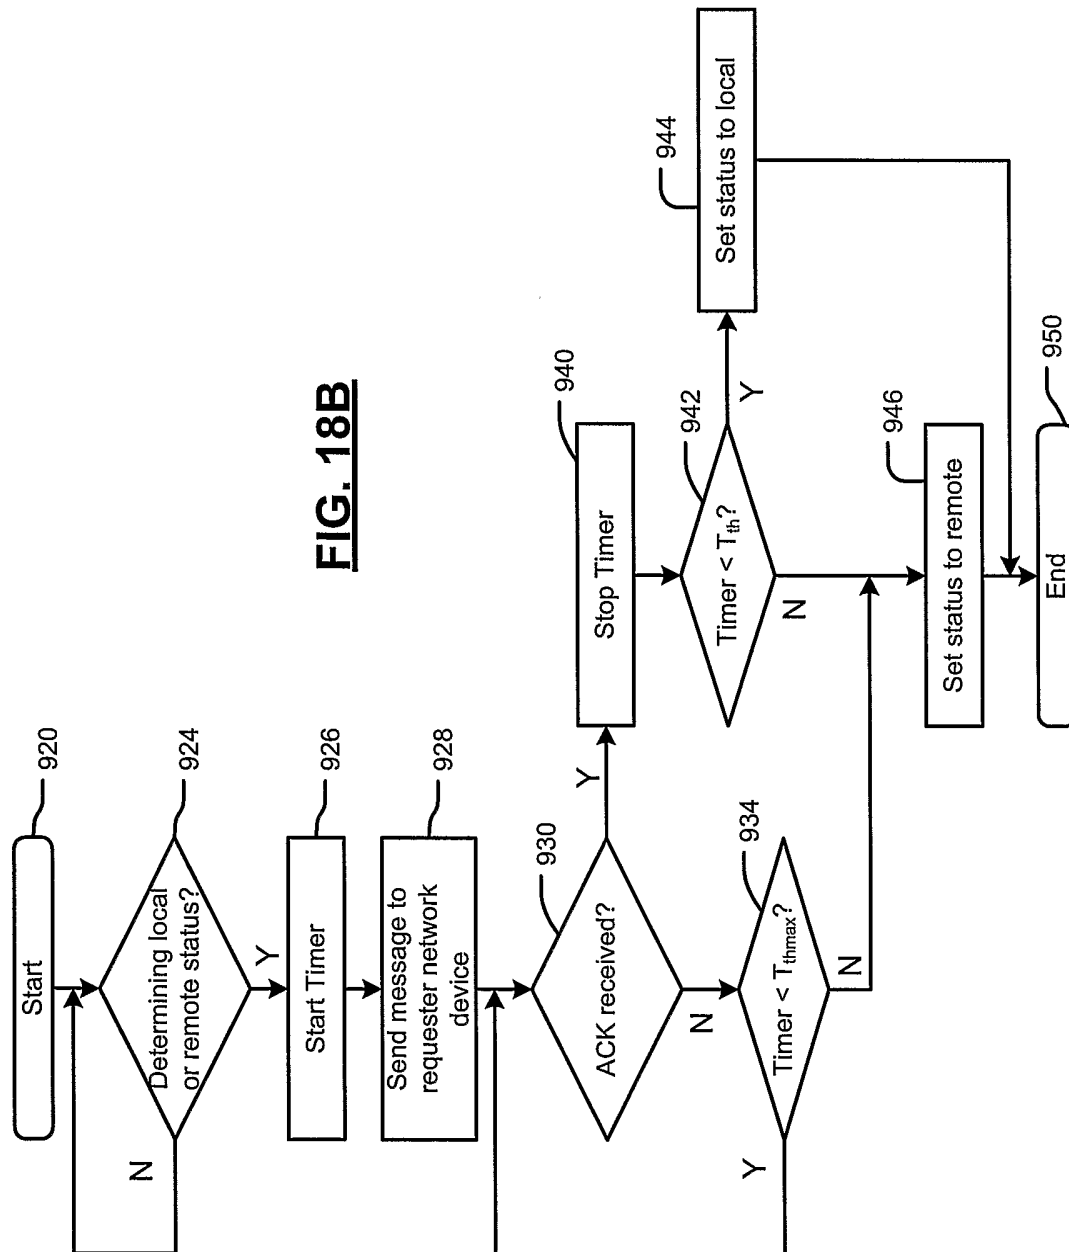 FIG. 18B
Start
920
Determining local
or remote status?
924
N
Y
Start Timer
926
Send message to
requester network
device
928
ACK received?
930
Y
N
Timer < Tthmax?
934
Y
N
Stop Timer
940
Timer < Tth?
942
Y
N
Set status to local
944
Set status to remote
946
End
950